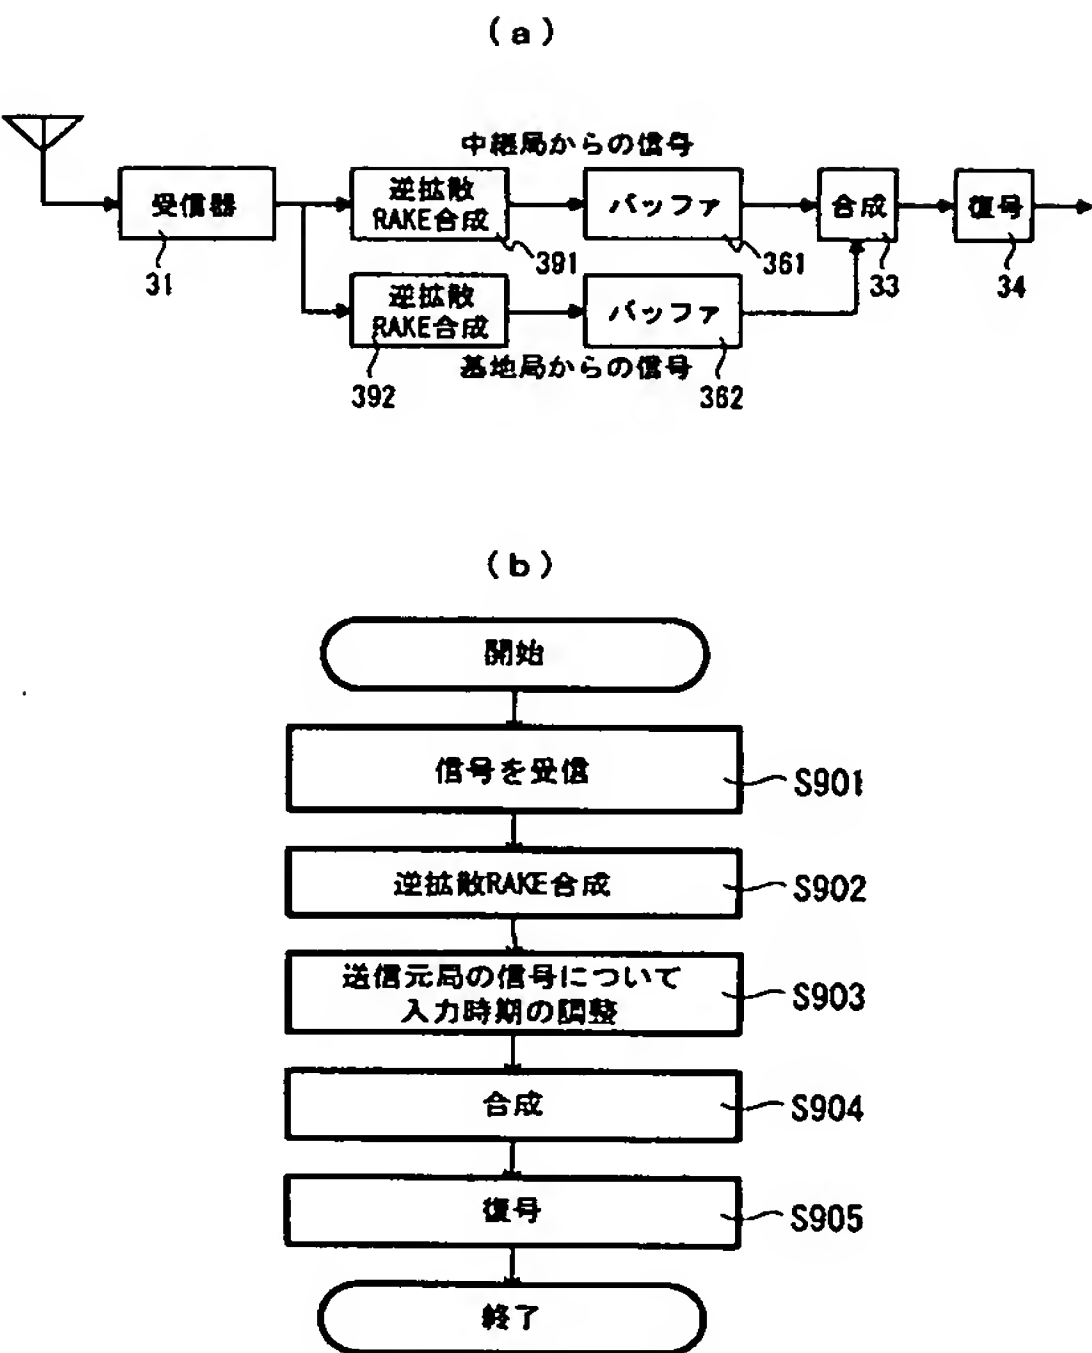 (a)
中継局からの信号
受信器
逆拡散
RAKE合成
バッファ
合成
復号
31
391
361
33
34
逆拡散
RAKE合成
バッファ
基地局からの信号
392
362
(b)
開始
信号を受信
S901
逆拡散RAKE合成
S902
送信元局の信号について
入力時期の調整
S903
合成
S904
復号
S905
終了